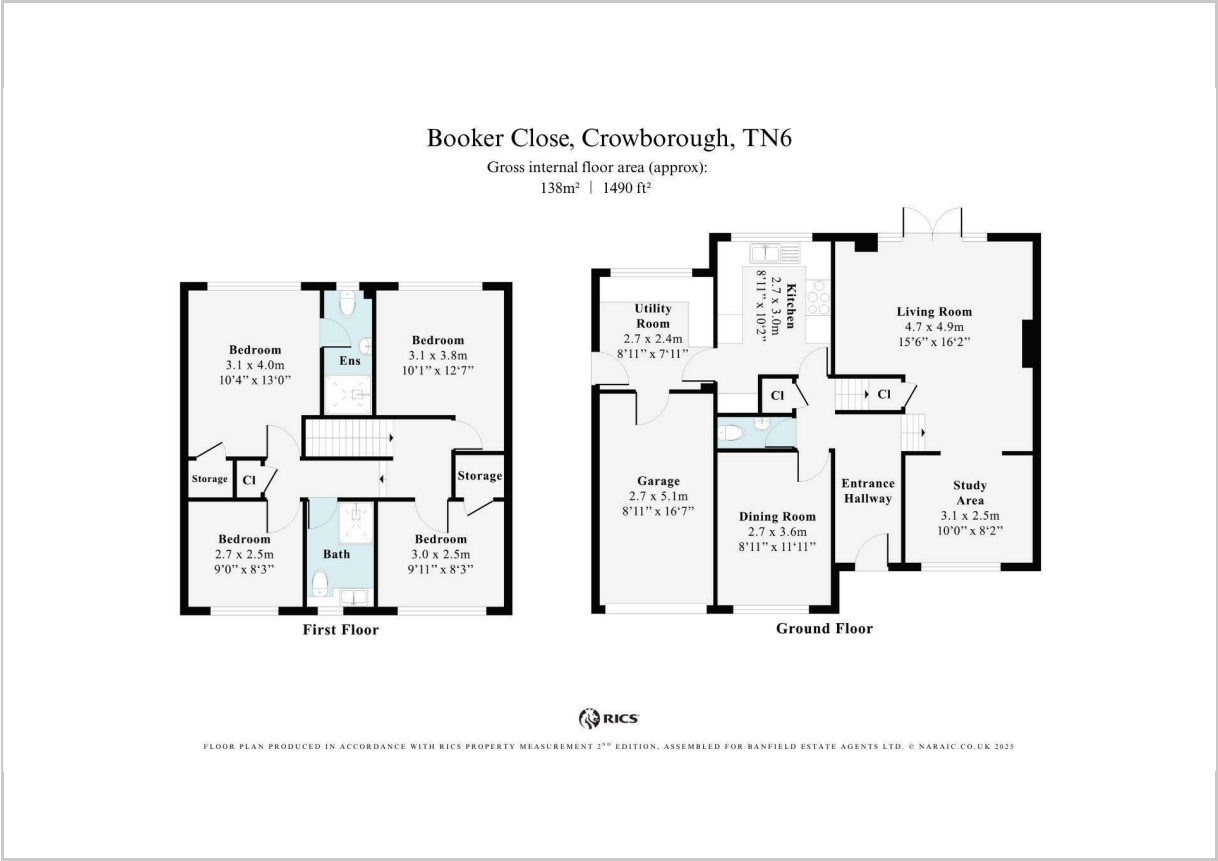 Booker Close, Crowborough, TN6
Gross internal floor area (approx):
138m² | 1490 ft²
Bedroom
3.1 x 4.0m
10‘4” x 13‘0”
Ens
Bedroom
3.1 x 3.8m
10‘1” x 12‘7”
Storage
Cl
Storage
Bedroom
2.7 x 2.5m
9‘0” x 8‘3”
Bath
Bedroom
3.0 x 2.5m
9‘11” x 8‘3”
First Floor
Utility
Room
2.7 x 2.4m
8‘11” x 7‘11”
Kitchen
2.7 x 3.0m
8‘11” x 10‘2”
Living Room
4.7 x 4.9m
15‘6” x 16‘2”
Cl
Cl
Garage
2.7 x 5.1m
8‘11” x 16‘7”
Dining Room
2.7 x 3.6m
8‘11” x 11‘11”
Entrance
Hallway
Study
Area
3.1 x 2.5m
10‘0” x 8‘2”
Ground Floor
RICS
FLOOR PLAN PRODUCED IN ACCORDANCE WITH RICS PROPERTY MEASUREMENT 2ND EDITION, ASSEMBLED FOR BANFIELD ESTATE AGENTS LTD. © NARAIC.CO.UK 2025